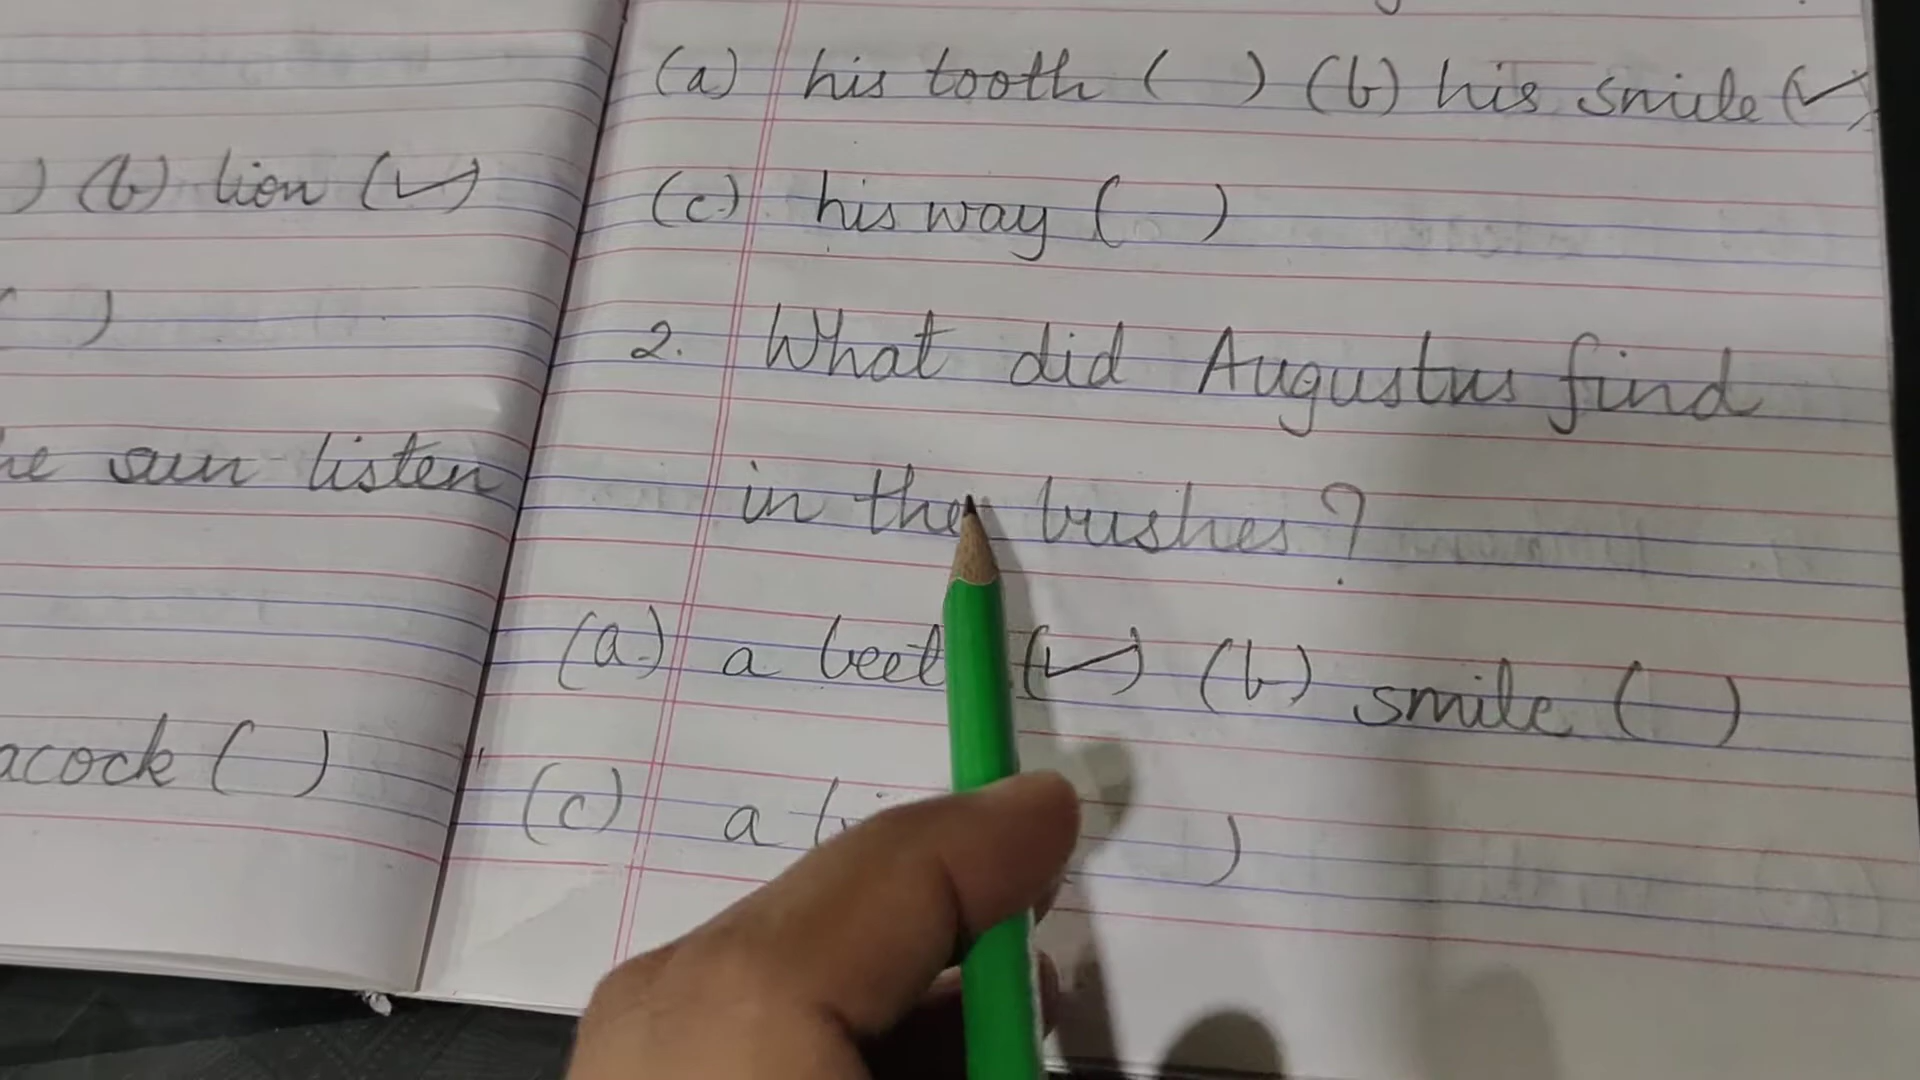 ) (b) lion (✓)
( )
he sun listen
acock ( )
(a) his tooth ( ) (b) his smile (✓)
(c) his way ( )
2. What did Augustus find
in the bushes?
(a) a beet (✓) (b) smile ( )
(c) a )